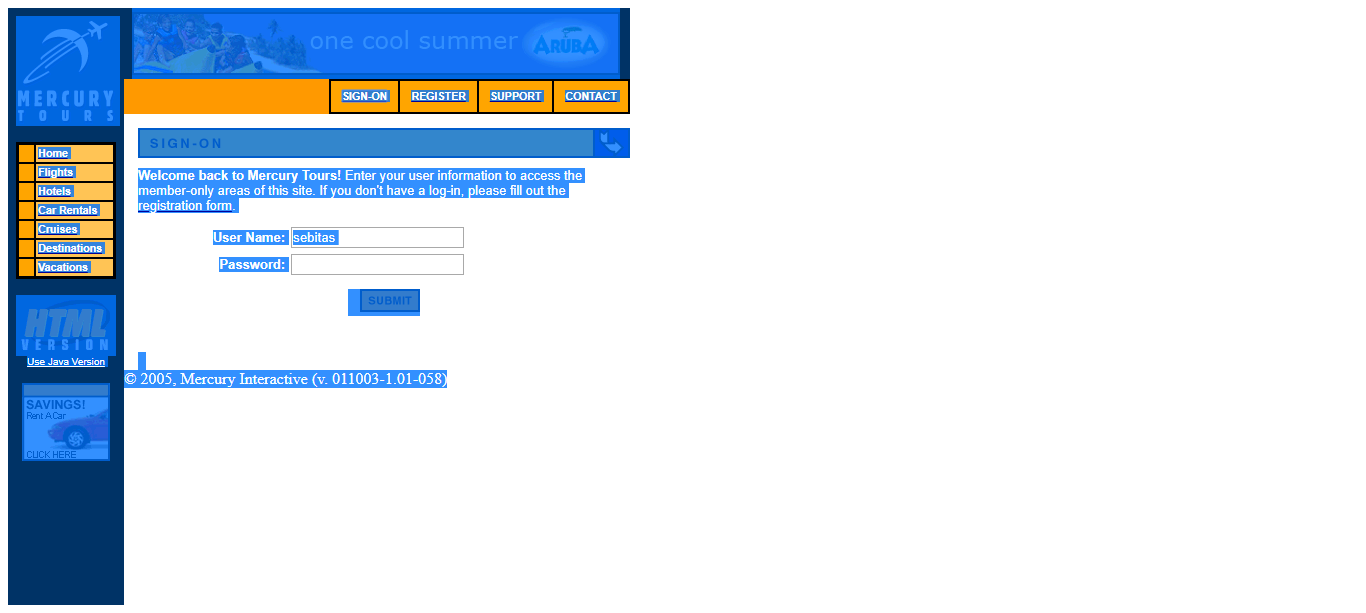 MERCURY
TOURS
one cool summer
ARUBA
SIGN-ON
REGISTER
SUPPORT
CONTACT
Home
Flights
Hotels
Car Rentals
Cruises
Destinations
Vacations
HTML
VERSION
Use Java Version
SAVINGS!
Rent A Car
CLICK HERE
SIGN-ON
Welcome back to Mercury Tours! Enter your user information to access the
member-only areas of this site. If you don't have a log-in, please fill out the
registration form.
User Name: sebitas
Password:
SUBMIT
© 2005, Mercury Interactive (v. 011003-1.01-058)